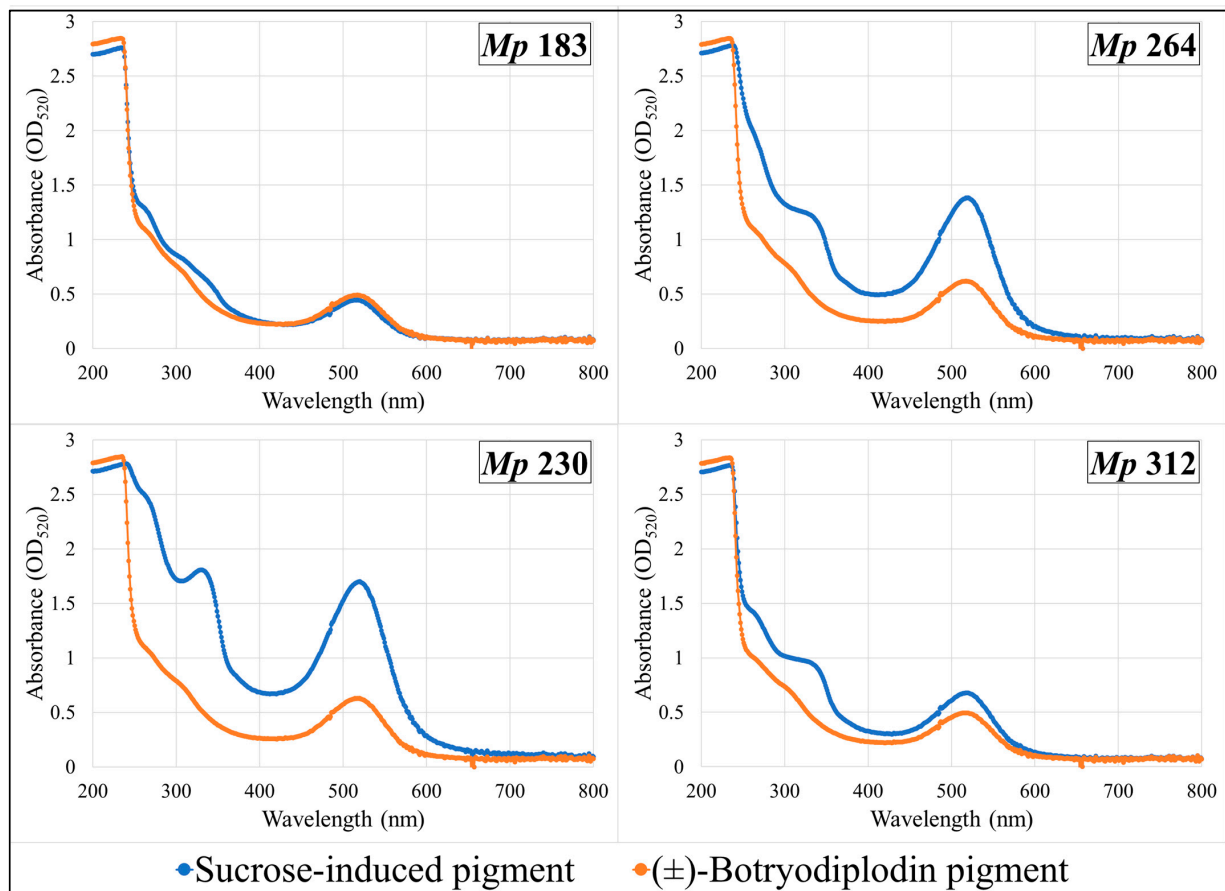 Mp 183
Absorbance (OD520)
3
2.5
2
1.5
1
0.5
0
200 300 400 500 600 700 800
Wavelength (nm)
Mp 264
Absorbance (OD520)
3
2.5
2
1.5
1
0.5
0
200 300 400 500 600 700 800
Wavelength (nm)
Mp 230
Absorbance (OD520)
3
2.5
2
1.5
1
0.5
0
200 300 400 500 600 700 800
Wavelength (nm)
Mp 312
Absorbance (OD520)
3
2.5
2
1.5
1
0.5
0
200 300 400 500 600 700 800
Wavelength (nm)
Sucrose-induced pigment (±)-Botryodiplodin pigment